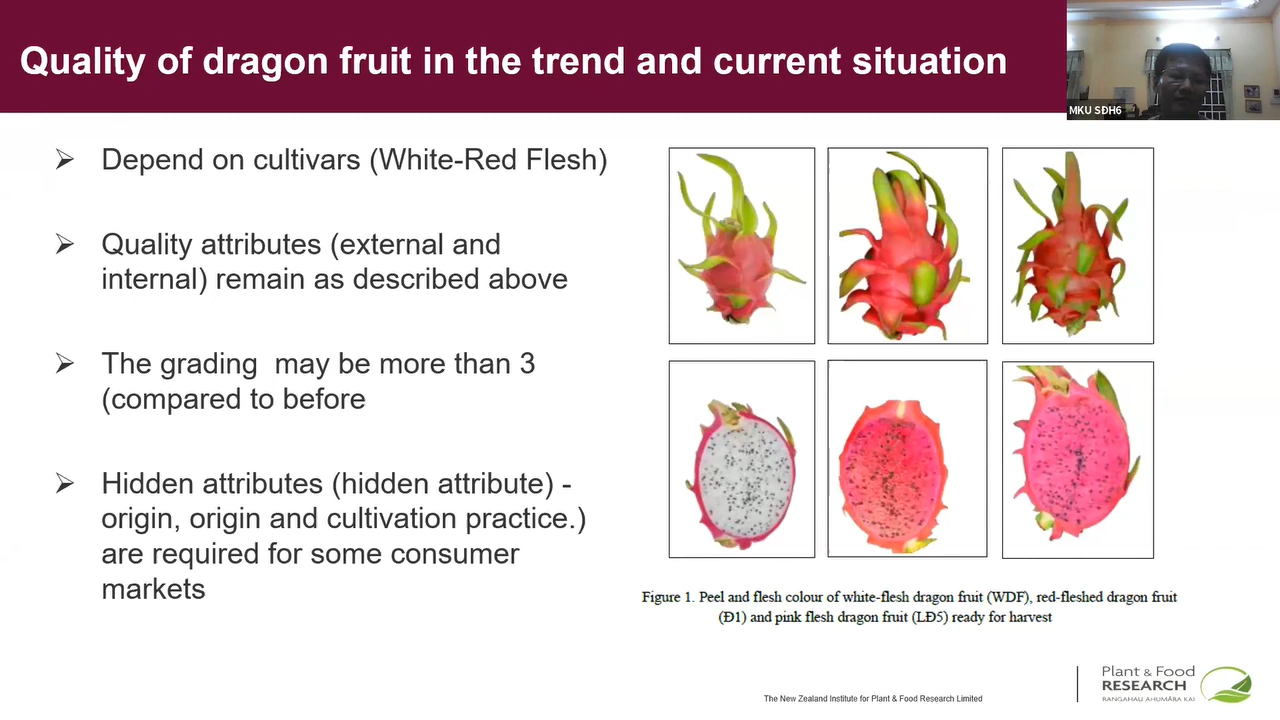 Quality of dragon fruit in the trend and current situation
MKU SĐH6
➢ Depend on cultivars (White-Red Flesh)
➢ Quality attributes (external and
internal) remain as described above
➢ The grading  may be more than 3
(compared to before
➢ Hidden attributes (hidden attribute) -
origin, origin and cultivation practice.)
are required for some consumer
markets
Figure 1. Peel and flesh colour of white-flesh dragon fruit (WDF), red-fleshed dragon fruit
(Đ1) and pink flesh dragon fruit (LĐ5) ready for harvest
The New Zealand Institute for Plant & Food Research Limited
Plant & Food
RESEARCH
RANGAHAU AHUMĀRA KAI